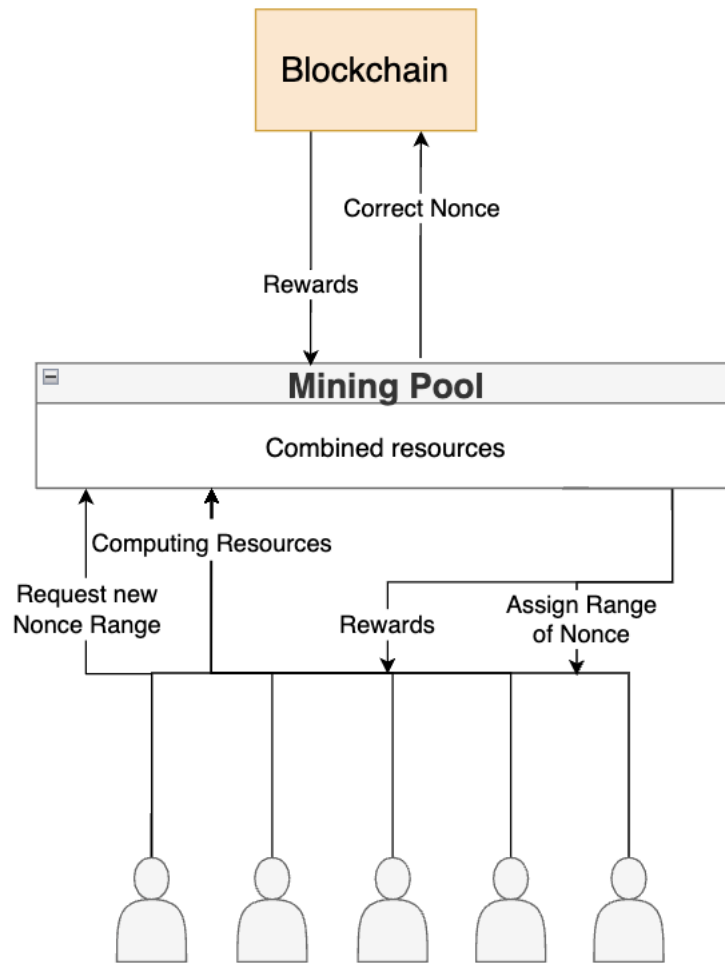 Blockchain
Correct Nonce
Rewards
Mining Pool
Combined resources
Computing Resources
Request new
Nonce Range
Rewards
Assign Range
of Nonce